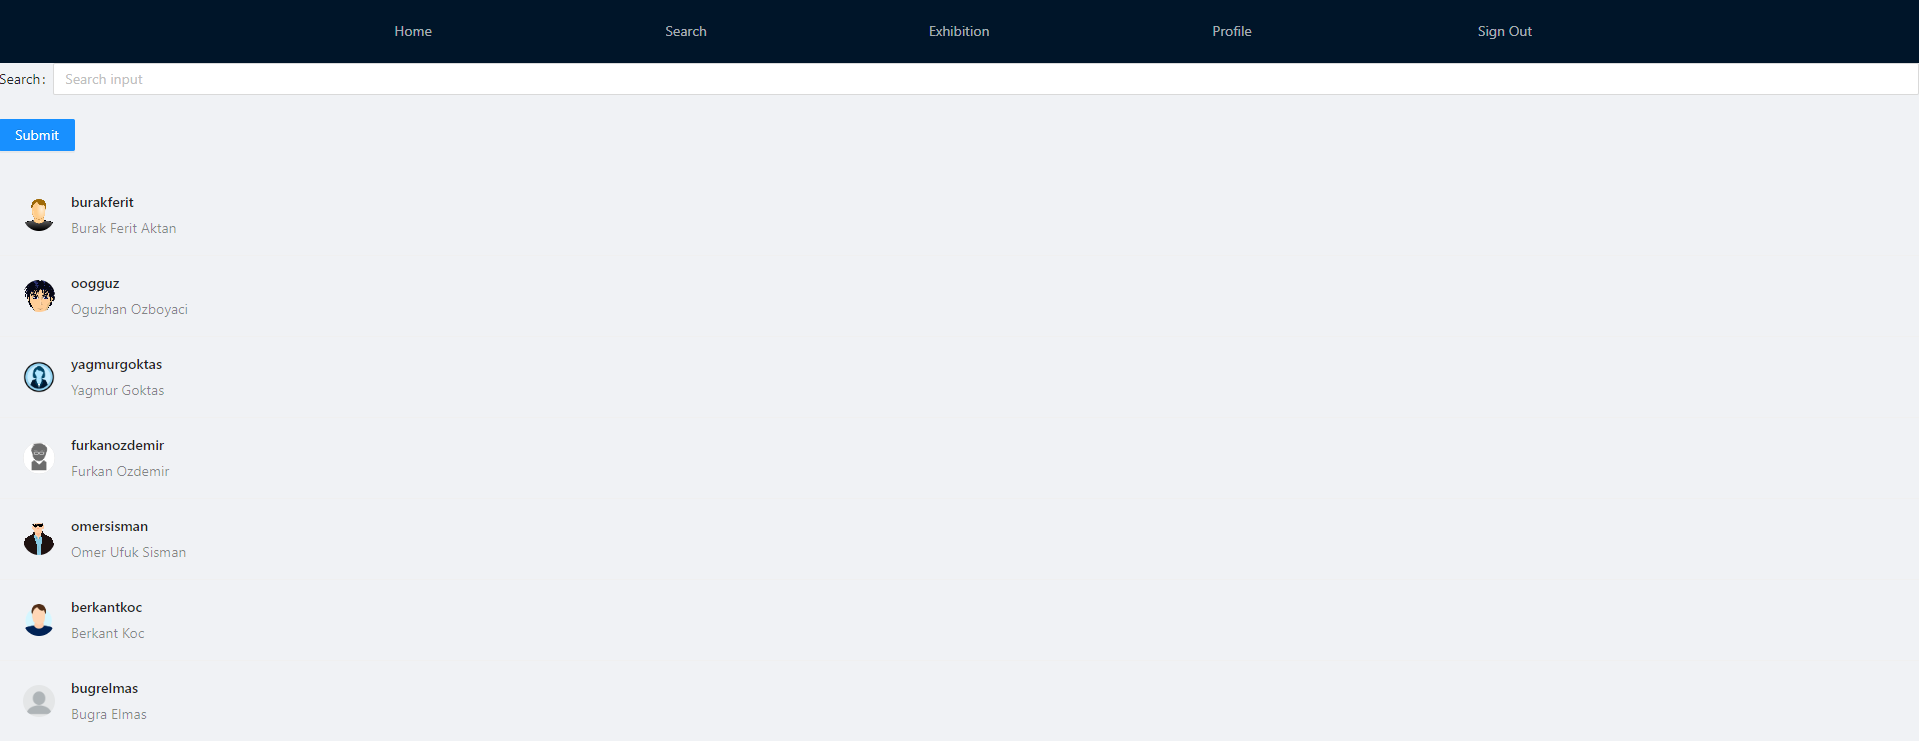 Home Search Exhibition Profile Sign Out
Search: Search input
Submit
burakferit
Burak Ferit Aktan
oogguz
Oguzhan Ozboyaci
yagmurgoktas
Yagmur Goktas
furkanozdemir
Furkan Ozdemir
omersisman
Omer Ufuk Sisman
berkantkoc
Berkant Koc
bugrelmas
Bugra Elmas